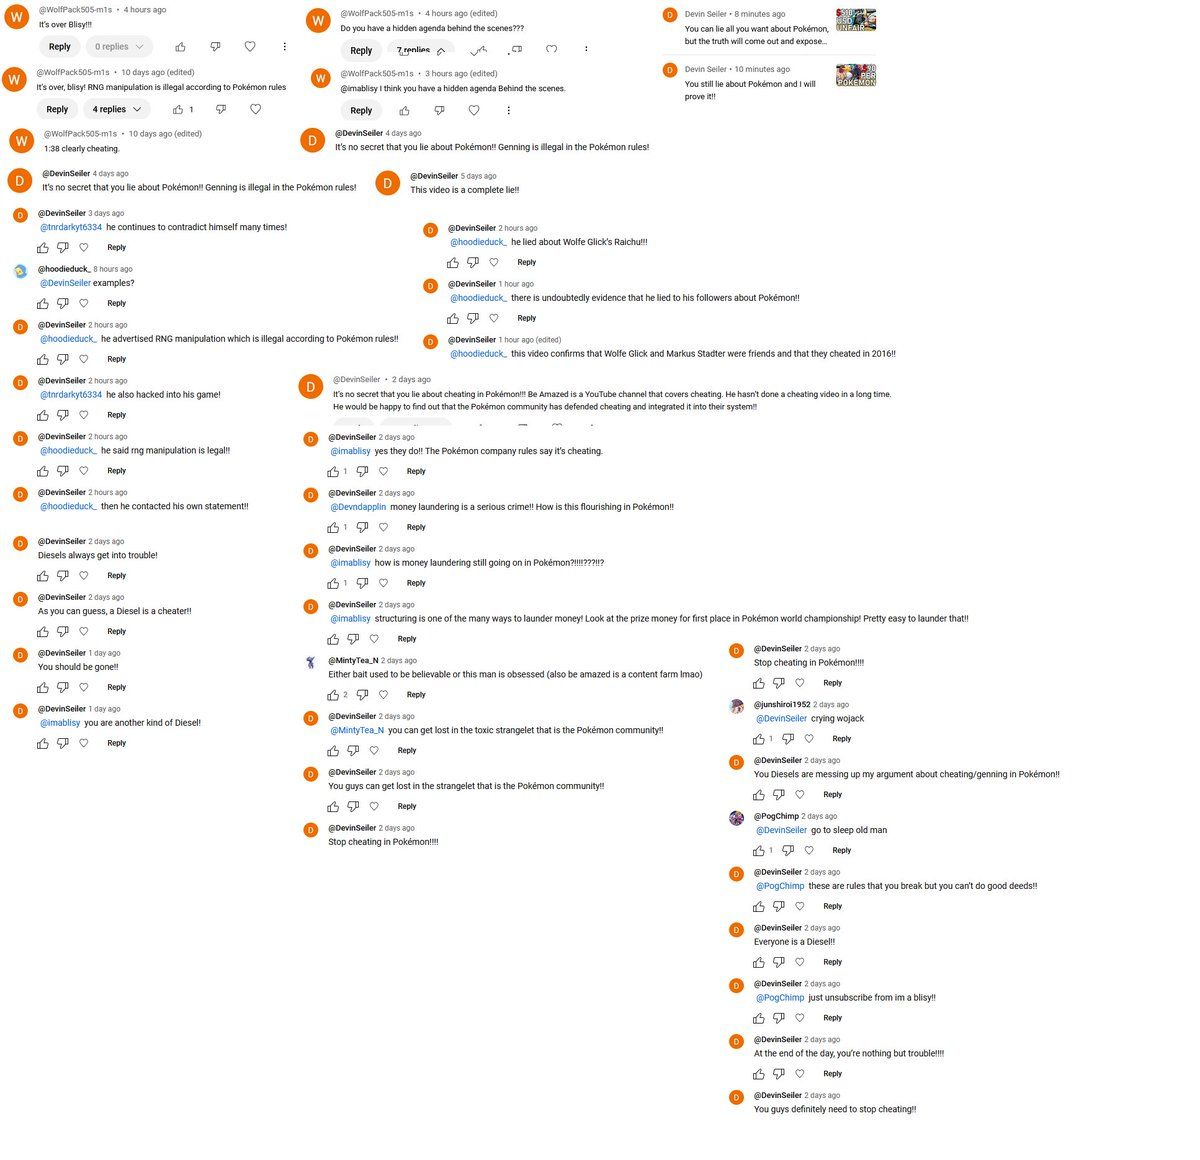 W
@WolfPack505-m1s • 4 hours ago
It's over Blisy!!!
Reply
0 replies
W
@WolfPack505-m1s • 10 days ago (edited)
It's over, blisy! RNG manipulation is illegal according to Pokémon rules
Reply
4 replies
1
W
@WolfPack505-m1s • 10 days ago (edited)
1:38 clearly cheating.
D
@DevinSeiler 4 days ago
It's no secret that you lie about Pokémon!! Genning is illegal in the Pokémon rules!
D
@DevinSeiler 3 days ago
@tnrdarkyt6334 he continues to contradict himself many times!
Reply
@hoodieduck_ 8 hours ago
@DevinSeiler examples?
Reply
D
@DevinSeiler 2 hours ago
@hoodieduck_ he advertised RNG manipulation which is illegal according to Pokémon rules!!
Reply
D
@DevinSeiler 2 hours ago
@tnrdarkyt6334 he also hacked into his game!
Reply
D
@DevinSeiler 2 hours ago
@hoodieduck_ he said rng manipulation is legal!!
Reply
D
@DevinSeiler 2 hours ago
@hoodieduck_ then he contacted his own statement!!
D
@DevinSeiler 2 days ago
Diesels always get into trouble!
Reply
D
@DevinSeiler 2 days ago
As you can guess, a Diesel is a cheater!!
Reply
D
@DevinSeiler 1 day ago
You should be gone!!
Reply
D
@DevinSeiler 1 day ago
@imablisy you are another kind of Diesel!
Reply
W
@WolfPack505-m1s • 4 hours ago (edited)
Do you have a hidden agenda behind the scenes???
Reply
7 replies
W
@WolfPack505-m1s • 3 hours ago (edited)
@imablisy I think you have a hidden agenda Behind the scenes.
Reply
D
@DevinSeiler 4 days ago
It's no secret that you lie about Pokémon!! Genning is illegal in the Pokémon rules!
D
@DevinSeiler 5 days ago
This video is a complete lie!!
D
@DevinSeiler 2 hours ago
@hoodieduck_ he lied about Wolfe Glick's Raichu!!!
Reply
D
@DevinSeiler 1 hour ago
@hoodieduck_ there is undoubtedly evidence that he lied to his followers about Pokémon!!
Reply
D
@DevinSeiler 1 hour ago (edited)
@hoodieduck_ this video confirms that Wolfe Glick and Markus Stadter were friends and that they cheated in 2016!!
D
@DevinSeiler • 2 days ago
It's no secret that you lie about cheating in Pokémon!!! Be Amazed is a YouTube channel that covers cheating. He hasn't done a cheating video in a long time.
He would be happy to find out that the Pokémon community has defended cheating and integrated it into their system!!
D
@DevinSeiler 2 days ago
@imablisy yes they do!! The Pokémon company rules say it's cheating.
1
Reply
D
@DevinSeiler 2 days ago
@Devndapplin money laundering is a serious crime!! How is this flourishing in Pokémon!!
1
Reply
D
@DevinSeiler 2 days ago
@imablisy how is money laundering still going on in Pokémon?!!!!???!!?
1
Reply
D
@DevinSeiler 2 days ago
@imablisy structuring is one of the many ways to launder money! Look at the prize money for first place in Pokémon world championship! Pretty easy to launder that!!
Reply
@MintyTea_N 2 days ago
Either bait used to be believable or this man is obsessed (also be amazed is a content farm lmao)
2
Reply
D
@DevinSeiler 2 days ago
@MintyTea_N you can get lost in the toxic strangelet that is the Pokémon community!!
Reply
D
@DevinSeiler 2 days ago
You guys can get lost in the strangelet that is the Pokémon community!!
Reply
D
@DevinSeiler 2 days ago
Stop cheating in Pokémon!!!!
D
Devin Seiler • 8 minutes ago
You can lie all you want about Pokémon,
but the truth will come out and expose...
USD
UNFAIR
D
Devin Seiler • 10 minutes ago
You still lie about Pokémon and I will
prove it!!
PER
POKEMON
D
@DevinSeiler 2 days ago
Stop cheating in Pokémon!!!!
Reply
@junshiroi1952 2 days ago
@DevinSeiler crying wojack
1
Reply
D
@DevinSeiler 2 days ago
You Diesels are messing up my argument about cheating/genning in Pokémon!!
Reply
@PogChimp 2 days ago
@DevinSeiler go to sleep old man
1
Reply
D
@DevinSeiler 2 days ago
@PogChimp these are rules that you break but you can't do good deeds!!
Reply
D
@DevinSeiler 2 days ago
Everyone is a Diesel!!
Reply
D
@DevinSeiler 2 days ago
@PogChimp just unsubscribe from im a blisy!!
Reply
D
@DevinSeiler 2 days ago
At the end of the day, you're nothing but trouble!!!!
Reply
D
@DevinSeiler 2 days ago
You guys definitely need to stop cheating!!